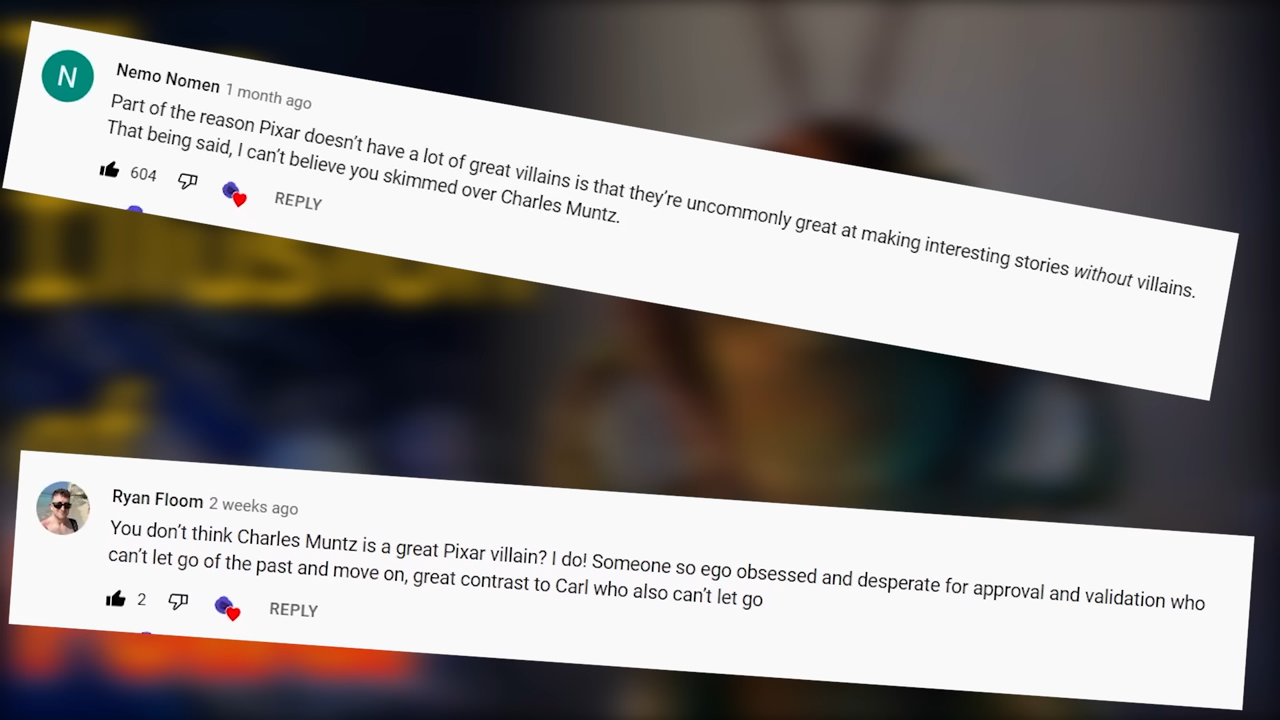 N
Nemo Nomen 1 month ago
Part of the reason Pixar doesn't have a lot of great villains is that they're uncommonly great at making interesting stories without villains.
That being said, I can't believe you skimmed over Charles Muntz.
604 REPLY
Ryan Floom 2 weeks ago
You don't think Charles Muntz is a great Pixar villain? I do! Someone so ego obsessed and desperate for approval and validation who
can't let go of the past and move on, great contrast to Carl who also can't let go
2 REPLY